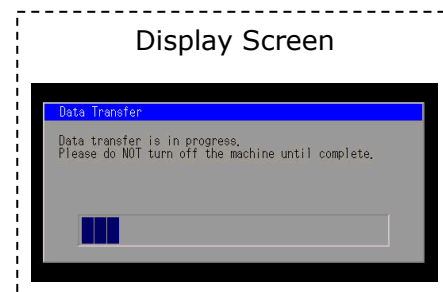 Display Screen
Data Transfer
Data transfer is in progress.
Please do NOT turn off the machine until complete.